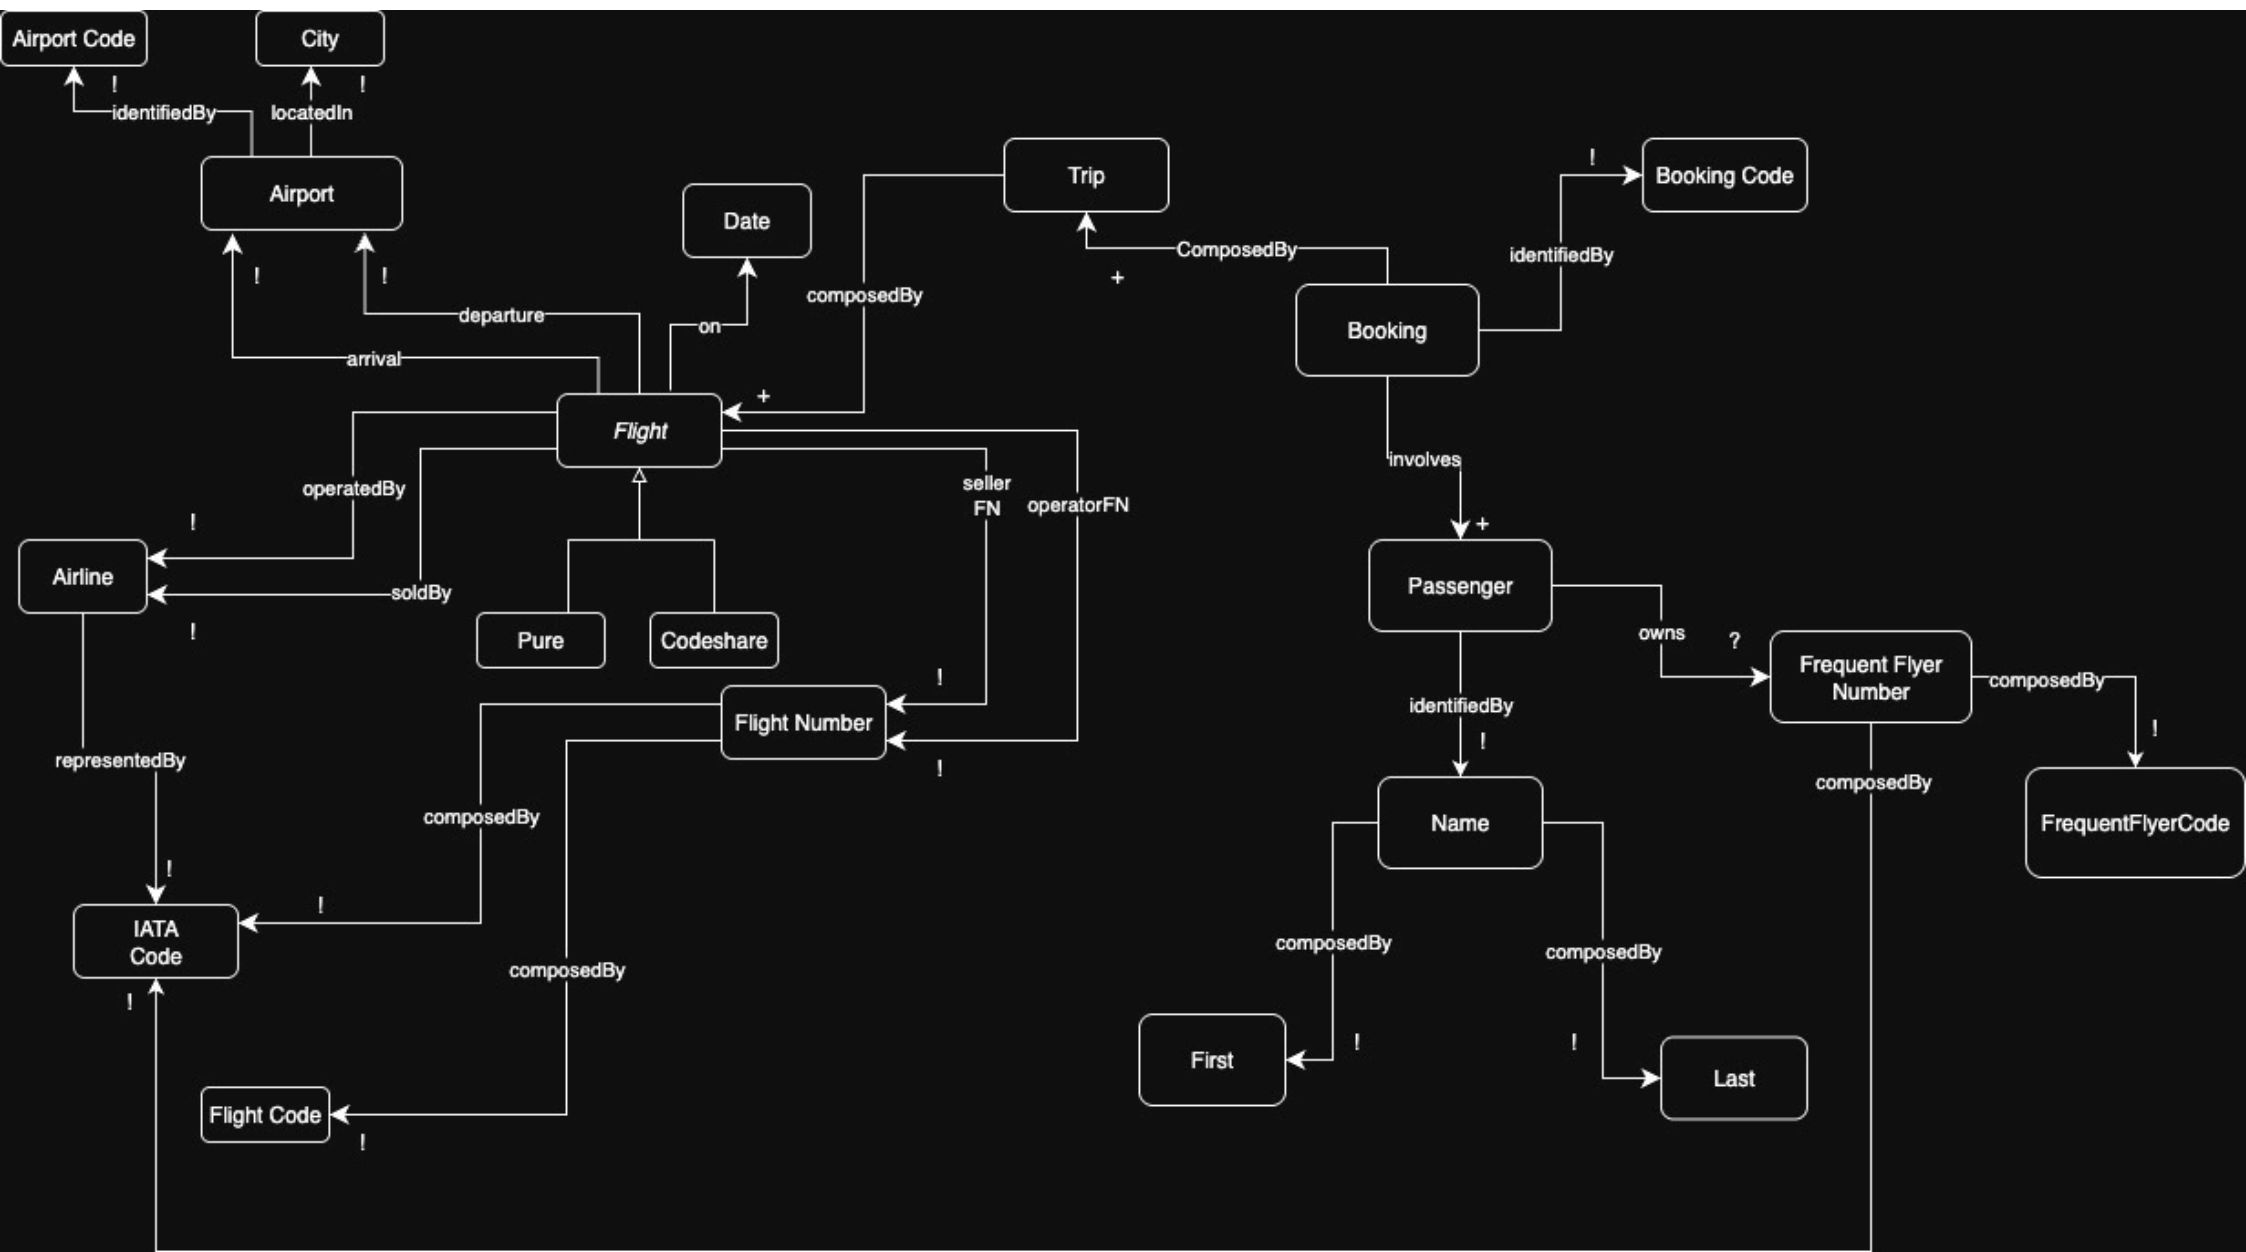 Airport Code
City
!
!
identifiedBy
locatedIn
Airport
Trip
!
Booking Code
Date
ComposedBy
identifiedBy
!
!
+
composedBy
departure
on
Booking
arrival
+
Flight
operatedBy
involves
seller
FN
operatorFN
!
+
Airline
soldBy
Passenger
!
Pure
Codeshare
owns
?
Frequent Flyer
Number
composedBy
!
Flight Number
identifiedBy
!
!
representedBy
!
composedBy
composedBy
Name
FrequentFlyerCode
!
!
IATA
Code
composedBy
composedBy
composedBy
!
!
!
First
Last
Flight Code
!